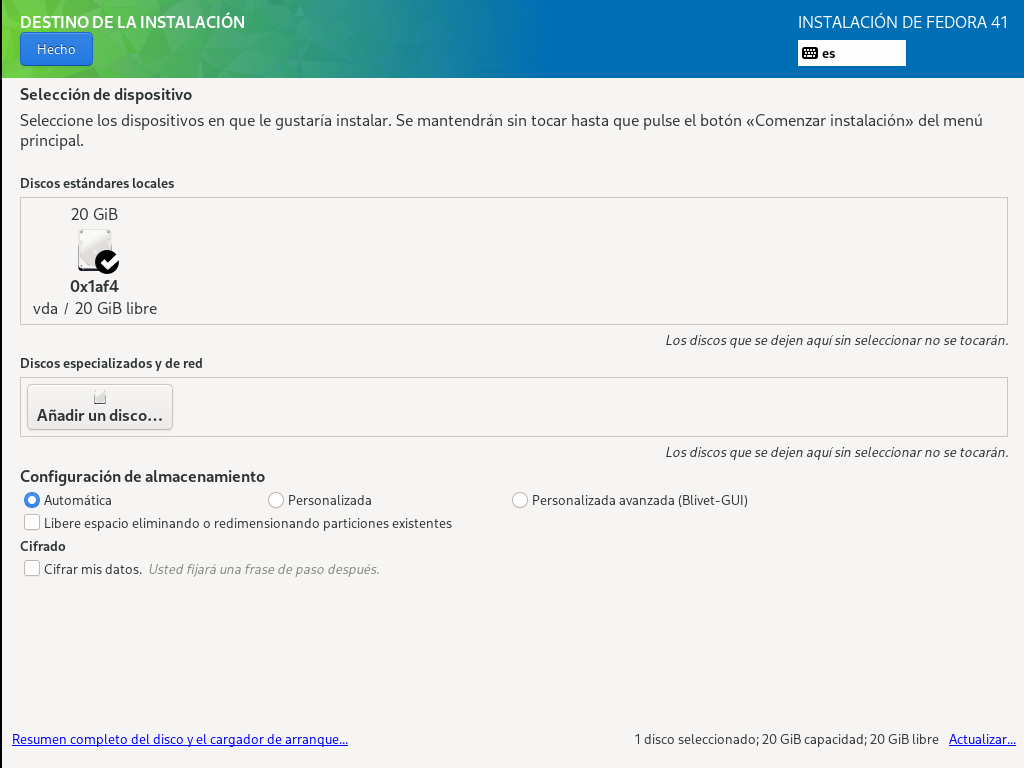 DESTINO DE LA INSTALACIÓN
INSTALACIÓN DE FEDORA 41
Hecho
es
Selección de dispositivo
Seleccione los dispositivos en que le gustaría instalar. Se mantendrán sin tocar hasta que pulse el botón «Comenzar instalación» del menú
principal.
Discos estándares locales
20 GiB
0x1af4
vda / 20 GiB libre
Los discos que se dejen aquí sin seleccionar no se tocarán.
Discos especializados y de red
Añadir un disco…
Los discos que se dejen aquí sin seleccionar no se tocarán.
Configuración de almacenamiento
Automática Personalizada Personalizada avanzada (Blivet-GUI)
Libere espacio eliminando o redimensionando particiones existentes
Cifrado
Cifrar mis datos. Usted fijará una frase de paso después.
Resumen completo del disco y el cargador de arranque... 1 disco seleccionado; 20 GiB capacidad; 20 GiB libre Actualizar...